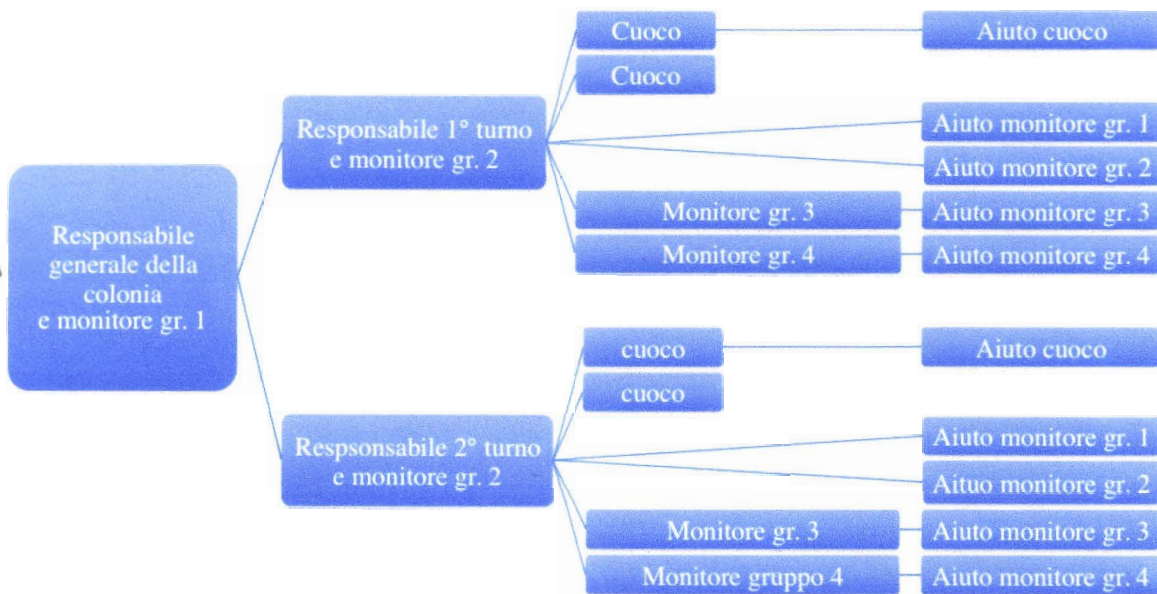 Responsabile
generale della
colonia
e monitore gr. 1
Responsabile 1° turno
e monitore gr. 2
Cuoco
Aiuto cuoco
Cuoco
Aiuto monitore gr. 1
Aiuto monitore gr. 2
Monitore gr. 3
Aiuto monitore gr. 3
Monitore gr. 4
Aiuto monitore gr. 4
Respsonsabile 2° turno
e monitore gr. 2
cuoco
Aiuto cuoco
cuoco
Aiuto monitore gr. 1
Aituo monitore gr. 2
Monitore gr. 3
Aiuto monitore gr. 3
Monitore gruppo 4
Aiuto monitore gr. 4